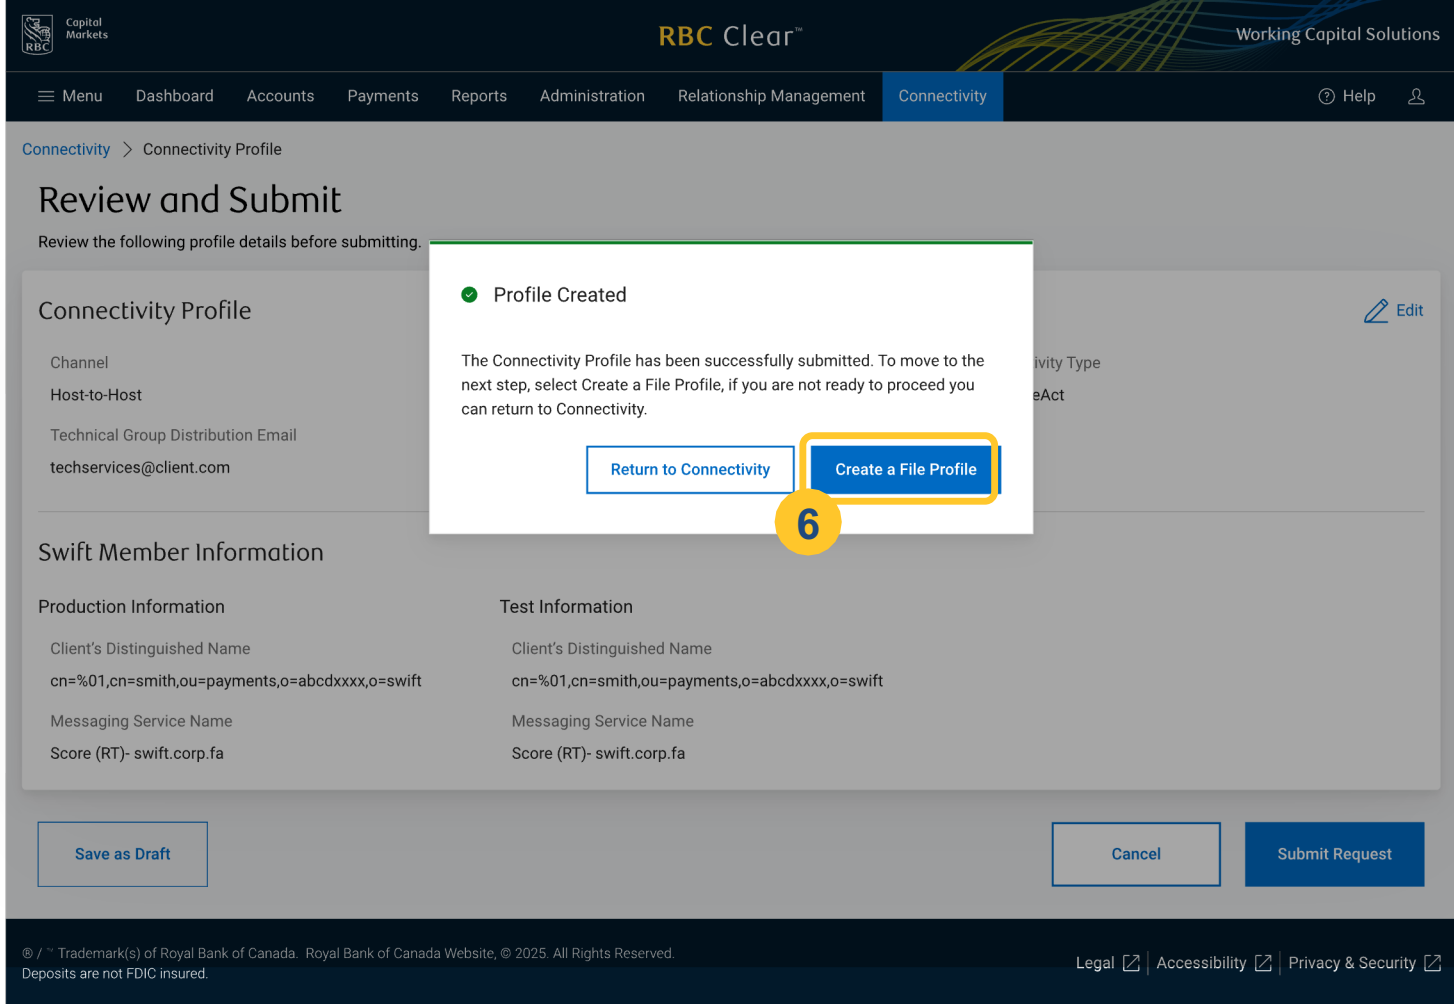 Capital
Markets
RBC
RBC Clear™
Working Capital Solutions
Menu Dashboard Accounts Payments Reports Administration Relationship Management Connectivity Help
Connectivity > Connectivity Profile
Review and Submit
Review the following profile details before submitting.
Connectivity Profile
Edit
Channel
Host-to-Host
Technical Group Distribution Email
techservices@client.com
ivity Type
eAct
Profile Created
The Connectivity Profile has been successfully submitted. To move to the
next step, select Create a File Profile, if you are not ready to proceed you
can return to Connectivity.
Return to Connectivity Create a File Profile
6
Swift Member Information
Production Information
Client's Distinguished Name
cn=%01,cn=smith,ou=payments,o=abcdxxxx,o=swift
Messaging Service Name
Score (RT)- swift.corp.fa
Test Information
Client's Distinguished Name
cn=%01,cn=smith,ou=payments,o=abcdxxxx,o=swift
Messaging Service Name
Score (RT)- swift.corp.fa
Save as Draft Cancel Submit Request
® / ™ Trademark(s) of Royal Bank of Canada. Royal Bank of Canada Website, © 2025. All Rights Reserved.
Deposits are not FDIC insured.
Legal | Accessibility | Privacy & Security